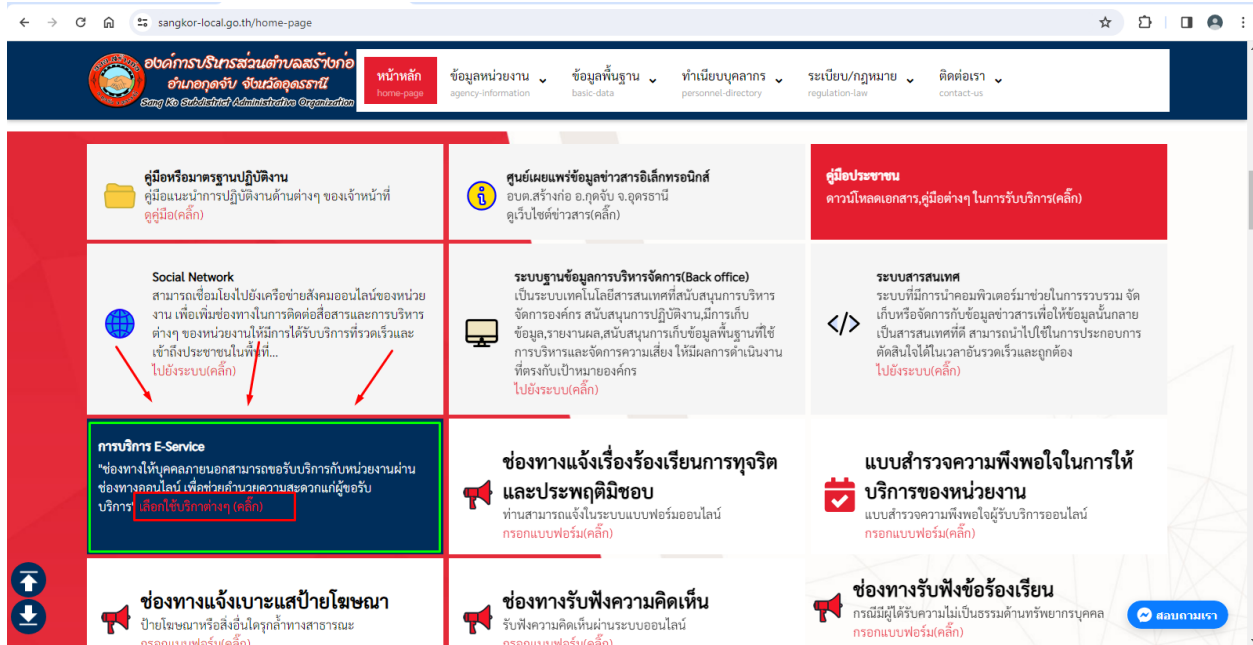 sangkor-local.go.th/home-page
องค์การบริหารส่วนตำบลสร้างก่อ
อำเภอกุดจับ จังหวัดอุดรธานี
Sang Ko Subdistrict Administrative Organization
หน้าหลัก
home-page
ข้อมูลหน่วยงาน
agency-information
ข้อมูลพื้นฐาน
basic-data
ทำเนียบบุคลากร
personnel-directory
ระเบียบ/กฎหมาย
regulation-law
ติดต่อเรา
contact-us
คู่มือหรือมาตรฐานปฏิบัติงาน
คู่มือแนะนำการปฏิบัติงานด้านต่างๆ ของเจ้าหน้าที่
ดูคู่มือ(คลิ๊ก)
ศูนย์เผยแพร่ข้อมูลข่าวสารอิเล็กทรอนิกส์
อบต.สร้างก่อ อ.กุดจับ จ.อุดรธานี
ดูเว็บไซต์ข่าวสาร(คลิ๊ก)
คู่มือประชาชน
ดาวน์โหลดเอกสาร,คู่มือต่างๆ ในการรับบริการ(คลิ๊ก)
Social Network
สามารถเชื่อมโยงไปยังเครือข่ายสังคมออนไลน์ของหน่วย
งาน เพื่อเพิ่มช่องทางในการติดต่อสื่อสารและการบริหาร
ต่างๆ ของหน่วยงานให้มีการได้รับบริการที่รวดเร็วและ
เข้าถึงประชาชนในพื้นที่...
ไปยังระบบ(คลิ๊ก)
ระบบฐานข้อมูลการบริหารจัดการ(Back office)
เป็นระบบเทคโนโลยีสารสนเทศที่สนับสนุนการบริหาร
จัดการองค์กร สนับสนุนการปฏิบัติงาน,มีการเก็บ
ข้อมูล,รายงานผล,สนับสนุนการเก็บข้อมูลพื้นฐานที่ใช้
การบริหารและจัดการความเสี่ยง ให้มีผลการดำเนินงาน
ที่ตรงกับเป้าหมายองค์กร
ไปยังระบบ(คลิ๊ก)
ระบบสารสนเทศ
ระบบที่มีการนำคอมพิวเตอร์มาช่วยในการรวบรวม จัด
เก็บหรือจัดการกับข้อมูลข่าวสารเพื่อให้ข้อมูลนั้นกลาย
เป็นสารสนเทศที่ดี สามารถนำไปใช้ในการประกอบการ
ตัดสินใจได้ในเวลาอันรวดเร็วและถูกต้อง
ไปยังระบบ(คลิ๊ก)
การบริการ E-Service
"ช่องทางให้บุคคลภายนอกสามารถขอรับบริการกับหน่วยงานผ่าน
ช่องทางออนไลน์ เพื่อช่วยอำนวยความสะดวกแก่ผู้ขอรับ
บริการ" เลือกใช้บริกาต่างๆ (คลิ๊ก)
ช่องทางแจ้งเรื่องร้องเรียนการทุจริต
และประพฤติมิชอบ
ท่านสามารถแจ้งในระบบแบบฟอร์มออนไลน์
กรอกแบบฟอร์ม(คลิ๊ก)
แบบสำรวจความพึงพอใจในการให้
บริการของหน่วยงาน
แบบสำรวจความพึงพอใจผู้รับบริการออนไลน์
กรอกแบบฟอร์ม(คลิ๊ก)
ช่องทางแจ้งเบาะแสป้ายโฆษณา
ป้ายโฆษณาหรือสิ่งอื่นใดรุกล้ำทางสาธารณะ
กรอกแบบฟอร์ม(คลิ๊ก)
ช่องทางรับฟังความคิดเห็น
รับฟังความคิดเห็นผ่านระบบออนไลน์
กรอกแบบฟอร์ม(คลิ๊ก)
ช่องทางรับฟังข้อร้องเรียน
กรณีมีผู้ได้รับความไม่เป็นธรรมด้านทรัพยากรบุคคล
กรอกแบบฟอร์ม(คลิ๊ก)
สอบถามเรา